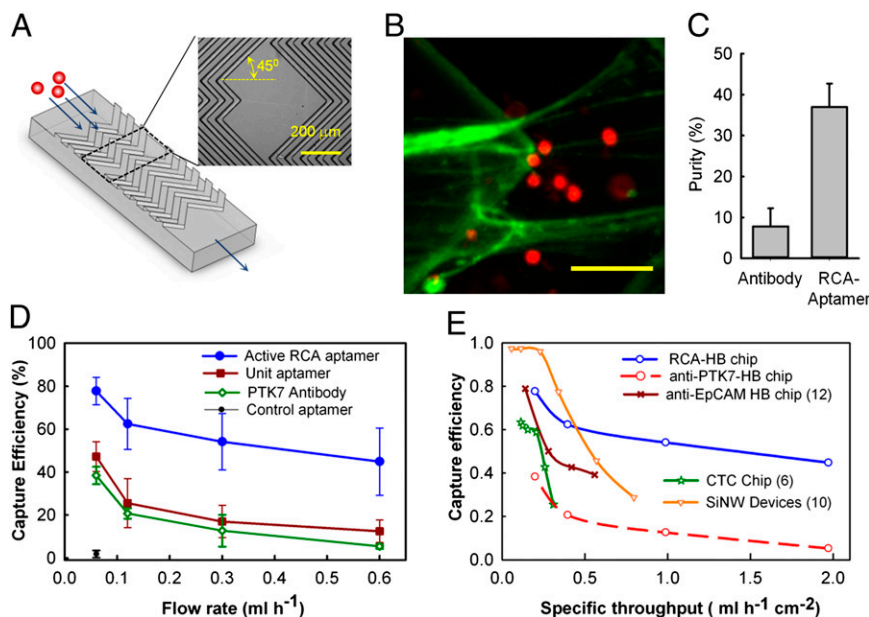 A
45⁰
200 μm
B
C
Purity (%)
50
40
30
20
10
0
Antibody
RCA-
Aptamer
D
Capture Efficiency (%)
100
80
60
40
20
0
Active RCA aptamer
Unit aptamer
PTK7 Antibody
Control aptamer
0.0 0.1 0.2 0.3 0.4 0.5 0.6
Flow rate (ml h⁻¹)
E
Capture efficiency
1.0
0.8
0.6
0.4
0.2
0.0
RCA-HB chip
anti-PTK7-HB chip
anti-EpCAM HB chip (12)
CTC Chip (6)
SiNW Devices (10)
0.0 0.5 1.0 1.5 2.0
Specific throughput ( ml h⁻¹ cm⁻²)